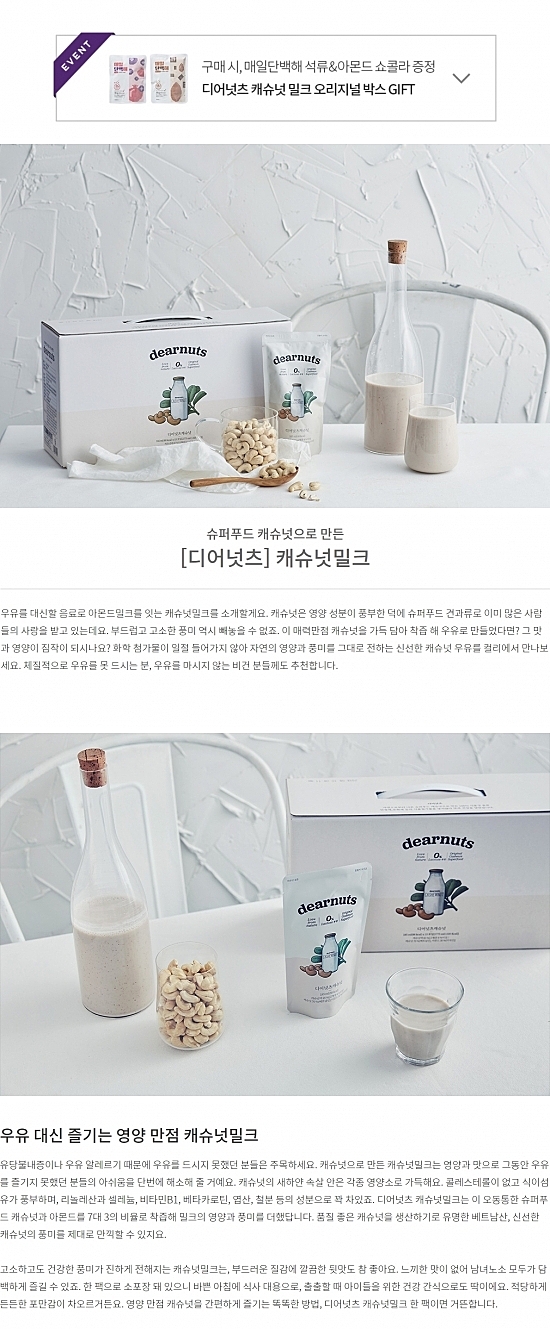 EVENT
구매 시, 매일단백해 석류&아몬드 쇼콜라 증정
디어넛츠 캐슈넛 밀크 오리지널 박스 GIFT
dearnuts
dearnuts
슈퍼푸드 캐슈넛으로 만든
[디어넛츠] 캐슈넛밀크
우유를 대신할 음료로 아몬드밀크를 잇는 캐슈넛밀크를 소개할게요. 캐슈넛은 영양 성분이 풍부한 덕에 슈퍼푸드 견과류로 이미 많은 사람
들의 사랑을 받고 있는데요. 부드럽고 고소한 풍미 역시 빼놓을 수 없죠. 이 매력만점 캐슈넛을 가득 담아 착즙 해 우유로 만들었다면? 그 맛
과 영양이 짐작이 되시나요? 화학 첨가물이 일절 들어가지 않아 자연의 영양과 풍미를 그대로 전하는 신선한 캐슈넛 우유를 컬리에서 만나보
세요. 체질적으로 우유를 못 드시는 분, 우유를 마시지 않는 비건 분들께도 추천합니다.
dearnuts
dearnuts
디어넛츠캐슈넛
우유 대신 즐기는 영양 만점 캐슈넛밀크
유당불내증이나 우유 알레르기 때문에 우유를 드시지 못했던 분들은 주목하세요. 캐슈넛으로 만든 캐슈넛밀크는 영양과 맛으로 그동안 우유
를 즐기지 못했던 분들의 아쉬움을 단번에 해소해 줄 거예요. 캐슈넛의 새하얀 속살 안은 각종 영양소로 가득해요. 콜레스테롤이 없고 식이섬
유가 풍부하며, 리놀레산과 셀레늄, 비타민B1, 베타카로틴, 엽산, 철분 등의 성분으로 꽉 차있죠. 디어넛츠 캐슈넛밀크는 이 오동통한 슈퍼푸
드 캐슈넛과 아몬드를 7대 3의 비율로 착즙해 밀크의 영양과 풍미를 더했답니다. 품질 좋은 캐슈넛을 생산하기로 유명한 베트남산, 신선한
캐슈넛의 풍미를 제대로 만끽할 수 있지요.
고소하고도 건강한 풍미가 진하게 전해지는 캐슈넛밀크는, 부드러운 질감에 깔끔한 뒷맛도 참 좋아요. 느끼한 맛이 없어 남녀노소 모두가 담
백하게 즐길 수 있죠. 한 팩으로 소포장 돼 있으니 바쁜 아침에 식사 대용으로, 출출할 때 아이들을 위한 건강 간식으로도 딱이에요. 적당하게
든든한 포만감이 차오르거든요. 영양 만점 캐슈넛을 간편하게 즐기는 똑똑한 방법, 디어넛츠 캐슈넛밀크 한 팩이면 거뜬합니다.